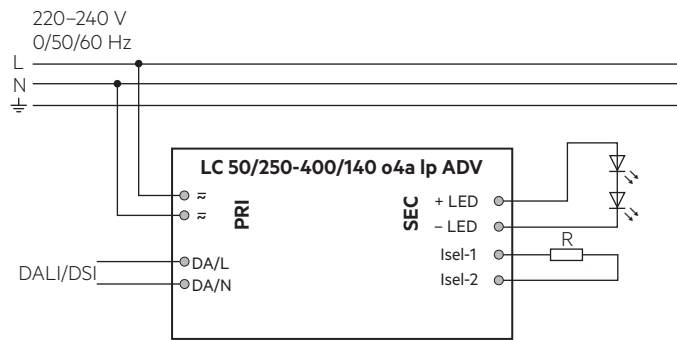 220–240 V
0/50/60 Hz
L
N
LC 50/250-400/140 o4a lp ADV
PRI
SEC
+ LED
– LED
Isel-1
Isel-2
R
DALI/DSI
DA/L
DA/N